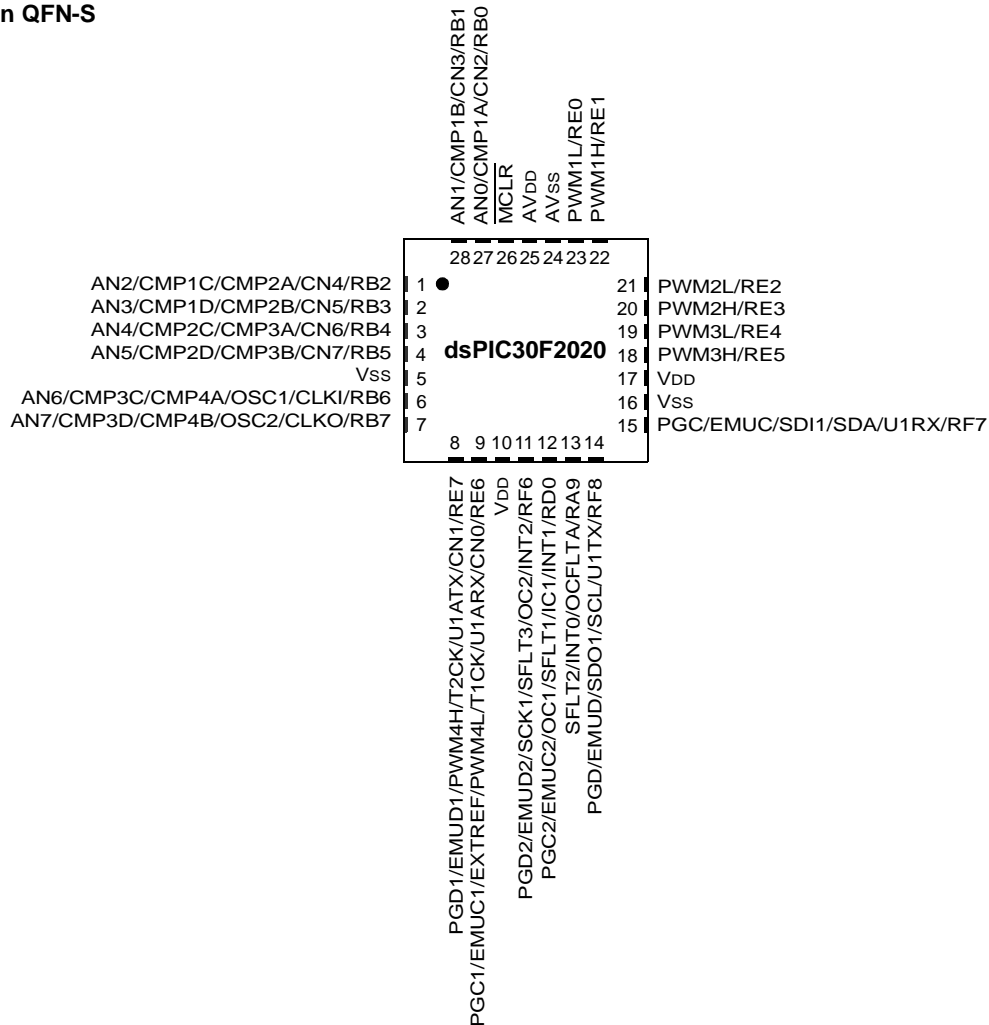 n QFN-S
AN1/CMP1B/CN3/RB1
AN0/CMP1A/CN2/RB0
MCLR
AVDD
AVSS
PWM1L/RE0
PWM1H/RE1
28 27 26 25 24 23 22
AN2/CMP1C/CMP2A/CN4/RB2 1
AN3/CMP1D/CMP2B/CN5/RB3 2
AN4/CMP2C/CMP3A/CN6/RB4 3
AN5/CMP2D/CMP3B/CN7/RB5 4
VSS 5
AN6/CMP3C/CMP4A/OSC1/CLKI/RB6 6
AN7/CMP3D/CMP4B/OSC2/CLKO/RB7 7
dsPIC30F2020
21 PWM2L/RE2
20 PWM2H/RE3
19 PWM3L/RE4
18 PWM3H/RE5
17 VDD
16 VSS
15 PGC/EMUC/SDI1/SDA/U1RX/RF7
8 9 10 11 12 13 14
PGD1/EMUD1/PWM4H/T2CK/U1ATX/CN1/RE7
PGC1/EMUC1/EXTREF/PWM4L/T1CK/U1ARX/CN0/RE6
VDD
PGD2/EMUD2/SCK1/SFLT3/OC2/INT2/RF6
PGC2/EMUC2/OC1/SFLT1/IC1/INT1/RD0
SFLT2/INT0/OCFLTA/RA9
PGD/EMUD/SDO1/SCL/U1TX/RF8